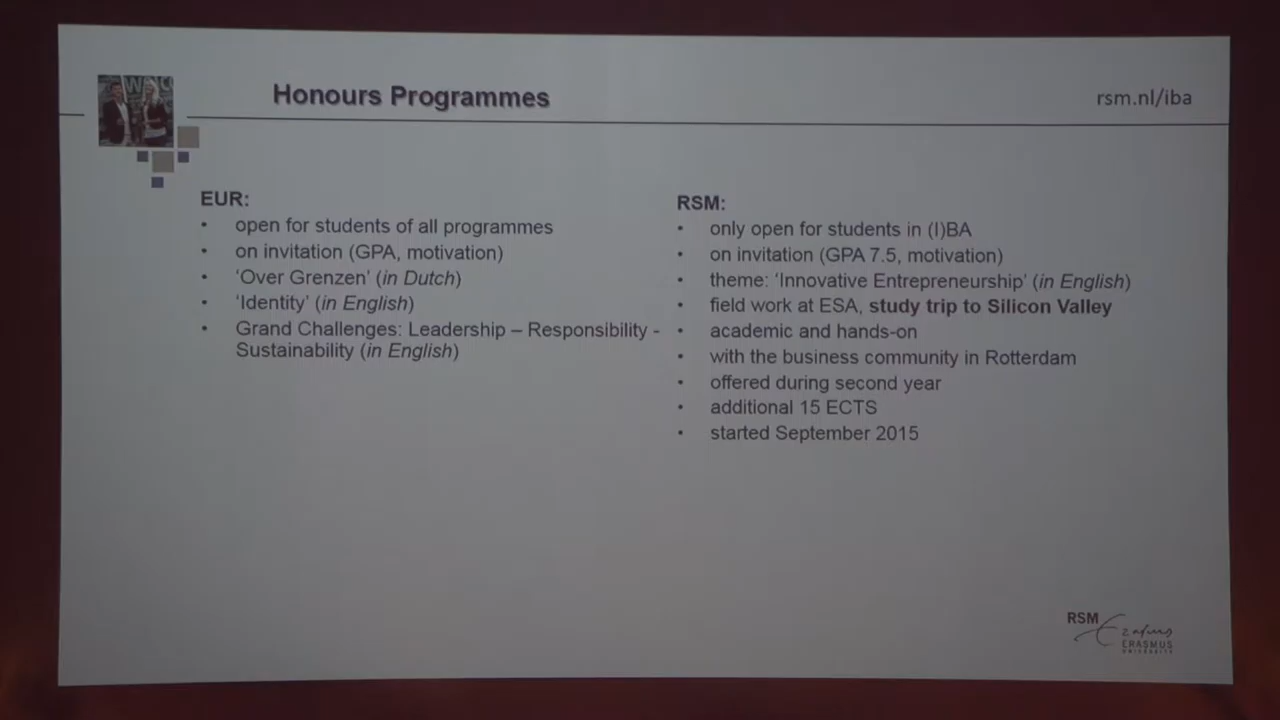 Honours Programmes
rsm.nl/iba
EUR:
• open for students of all programmes
• on invitation (GPA, motivation)
• ‘Over Grenzen’ (in Dutch)
• ‘Identity’ (in English)
• Grand Challenges: Leadership – Responsibility -
Sustainability (in English)
RSM:
• only open for students in (I)BA
• on invitation (GPA 7.5, motivation)
• theme: ‘Innovative Entrepreneurship’ (in English)
• field work at ESA, study trip to Silicon Valley
• academic and hands-on
• with the business community in Rotterdam
• offered during second year
• additional 15 ECTS
• started September 2015
RSM
Erasmus
ERASMUS
UNIVERSITY